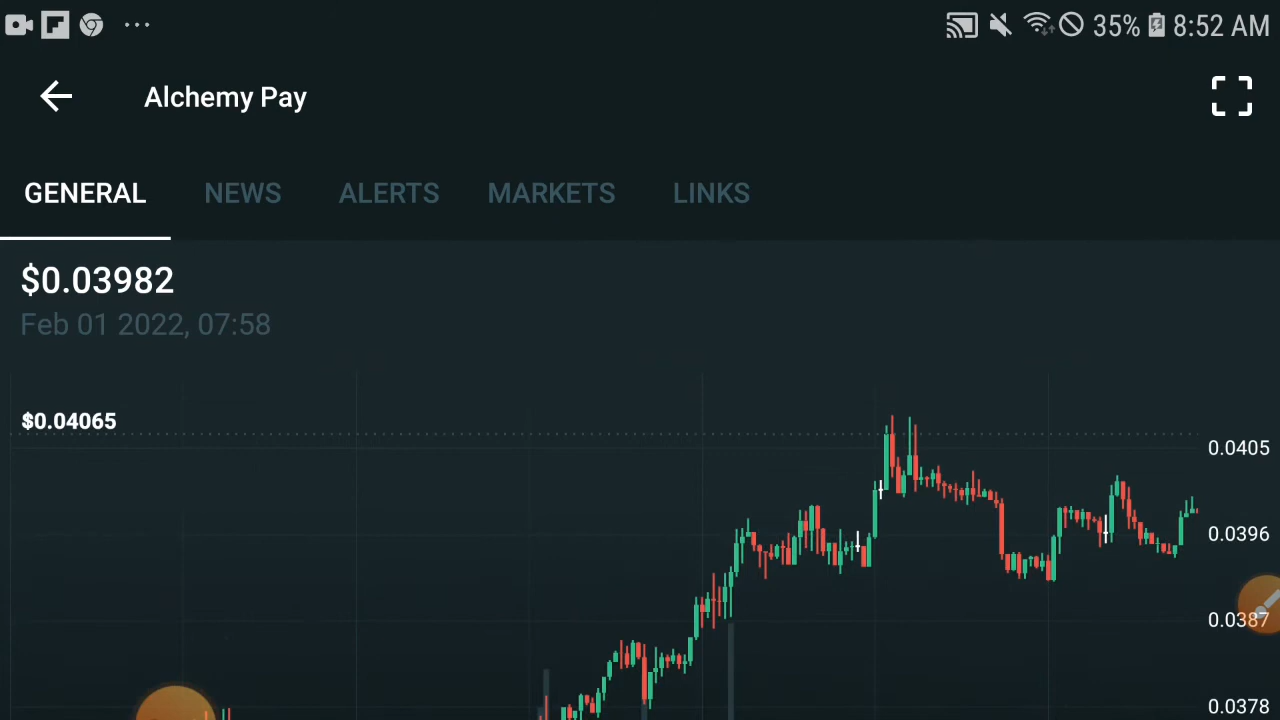 35% 8:52 AM
Alchemy Pay
GENERAL NEWS ALERTS MARKETS LINKS
$0.03982
Feb 01 2022, 07:58
$0.04065
0.0405
0.0396
0.0387
0.0378